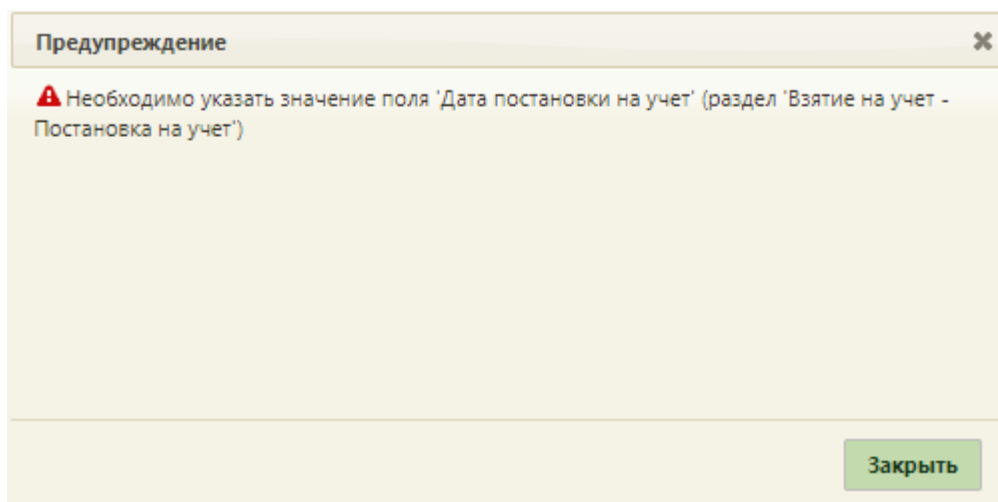 Предупреждение
Необходимо указать значение поля 'Дата постановки на учет' (раздел 'Взятие на учет -
Постановка на учет')
Закрыть